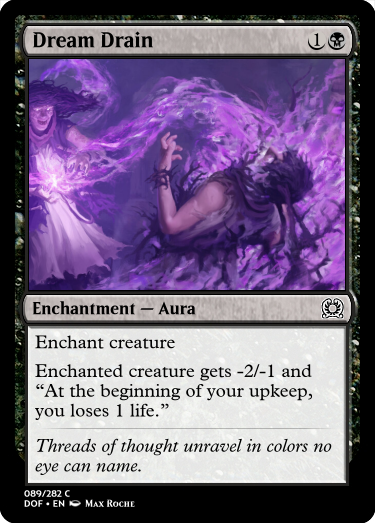 Dream Drain 1
Enchantment — Aura
Enchant creature
Enchanted creature gets -2/-1 and
“At the beginning of your upkeep,
you loses 1 life.”
Threads of thought unravel in colors no
eye can name.
089/282 C
DOF • EN Max Roche